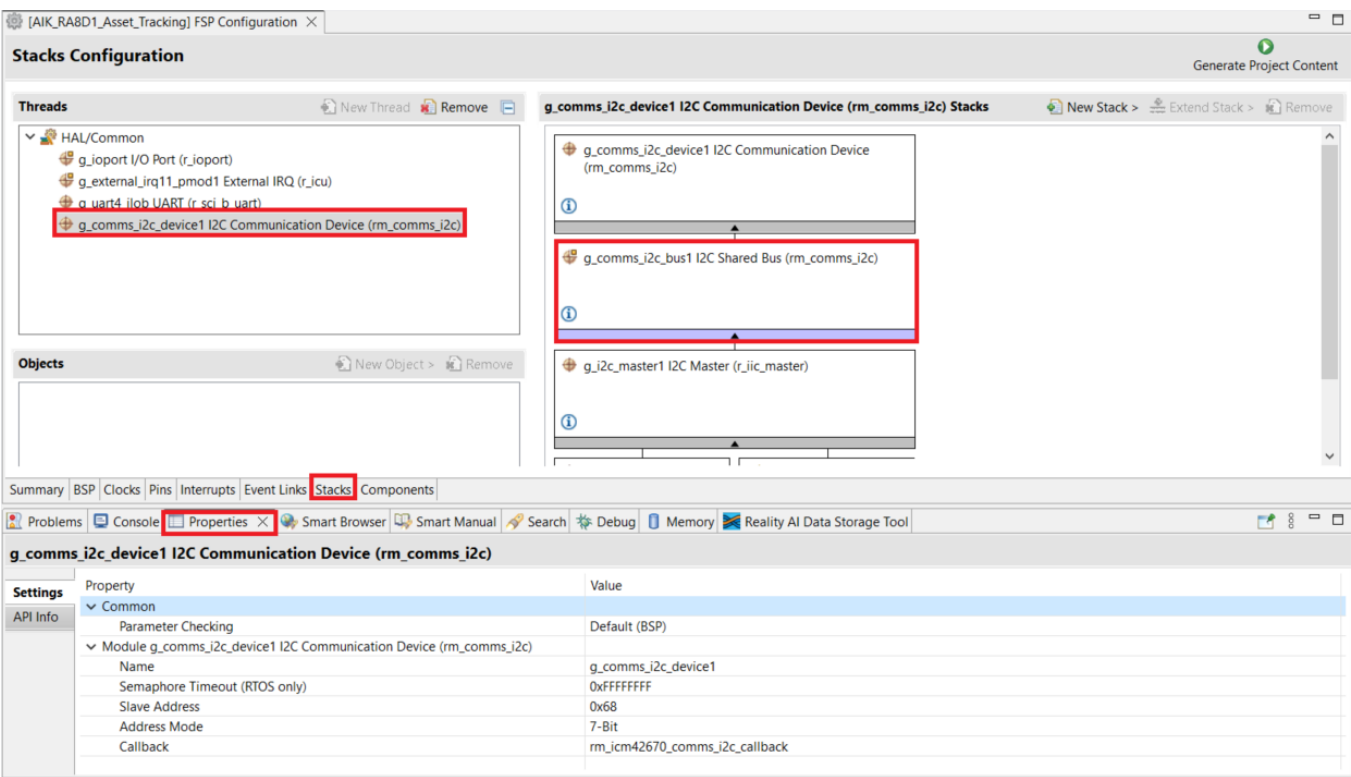 [AIK_RA8D1_Asset_Tracking] FSP Configuration
Stacks Configuration
Generate Project Content
Threads
New Thread
Remove
HAL/Common
g_ioport I/O Port (r_ioport)
g_external_irq11_pmod1 External IRQ (r_icu)
g_uart4_jlob UART (r_sci_b_uart)
g_comms_i2c_device1 I2C Communication Device (rm_comms_i2c)
Objects
New Object >
Remove
g_comms_i2c_device1 I2C Communication Device (rm_comms_i2c) Stacks
New Stack >
Extend Stack >
Remove
g_comms_i2c_device1 I2C Communication Device
(rm_comms_i2c)
g_comms_i2c_bus1 I2C Shared Bus (rm_comms_i2c)
g_i2c_master1 I2C Master (r_iic_master)
Summary BSP Clocks Pins Interrupts Event Links Stacks Components
Problems Console Properties Smart Browser Smart Manual Search Debug Memory Reality AI Data Storage Tool
g_comms_i2c_device1 I2C Communication Device (rm_comms_i2c)
Settings
API Info
Property Value
Common
Parameter Checking Default (BSP)
Module g_comms_i2c_device1 I2C Communication Device (rm_comms_i2c)
Name g_comms_i2c_device1
Semaphore Timeout (RTOS only) 0xFFFFFFFF
Slave Address 0x68
Address Mode 7-Bit
Callback rm_icm42670_comms_i2c_callback